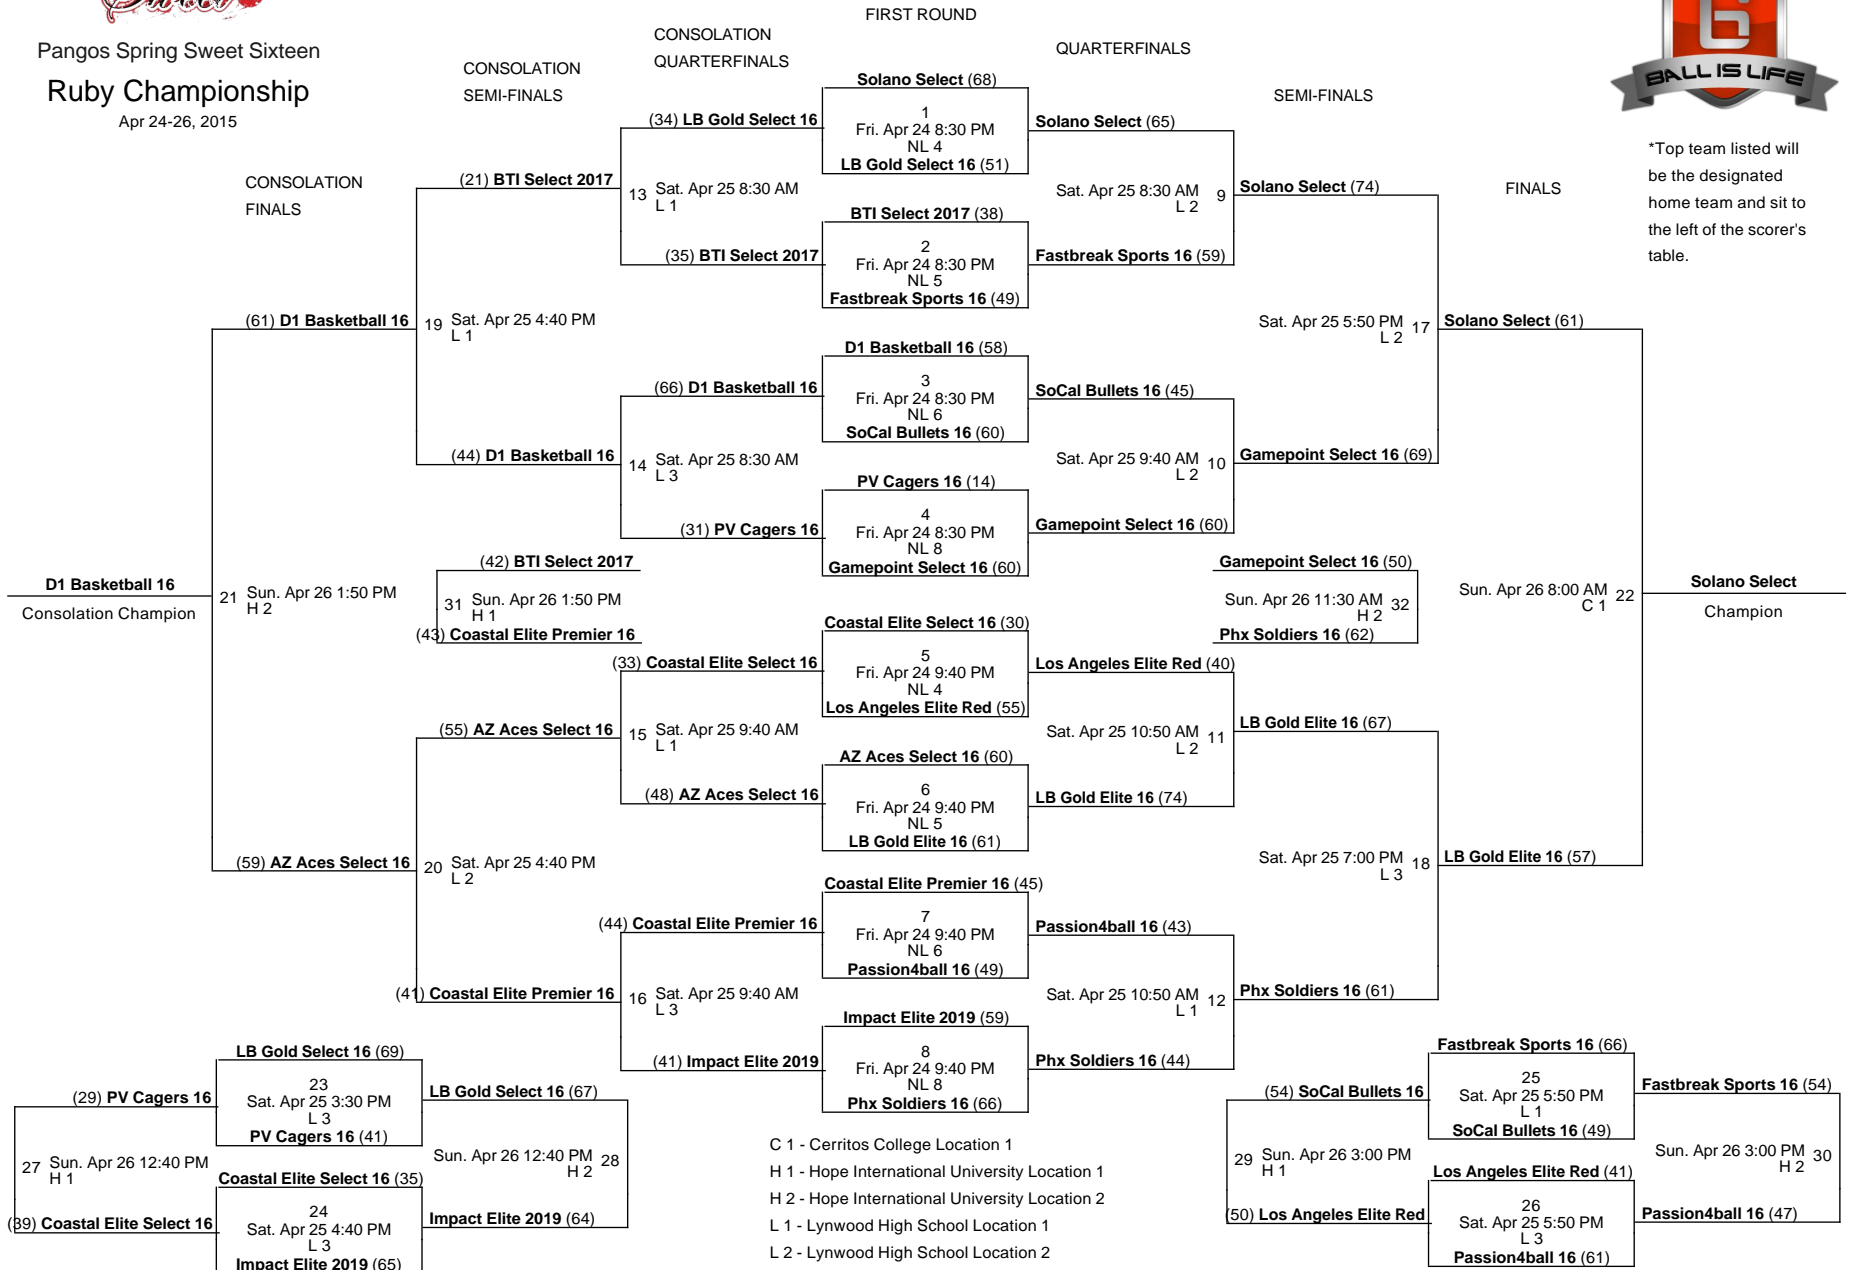 Sweet
Pangos Spring Sweet Sixteen
Ruby Championship
Apr 24-26, 2015
CONSOLATION
FINALS
CONSOLATION
SEMI-FINALS
CONSOLATION
QUARTERFINALS
FIRST ROUND
QUARTERFINALS
SEMI-FINALS
FINALS
BALL IS LIFE
*Top team listed will
be the designated
home team and sit to
the left of the scorer's
table.
Solano Select (68)
1
Fri. Apr 24 8:30 PM
NL 4
LB Gold Select 16 (51)
BTI Select 2017 (38)
2
Fri. Apr 24 8:30 PM
NL 5
Fastbreak Sports 16 (49)
D1 Basketball 16 (58)
3
Fri. Apr 24 8:30 PM
NL 6
SoCal Bullets 16 (60)
PV Cagers 16 (14)
4
Fri. Apr 24 8:30 PM
NL 8
Gamepoint Select 16 (60)
Coastal Elite Select 16 (30)
5
Fri. Apr 24 9:40 PM
NL 4
Los Angeles Elite Red (55)
AZ Aces Select 16 (60)
6
Fri. Apr 24 9:40 PM
NL 5
LB Gold Elite 16 (61)
Coastal Elite Premier 16 (45)
7
Fri. Apr 24 9:40 PM
NL 6
Passion4ball 16 (49)
Impact Elite 2019 (59)
8
Fri. Apr 24 9:40 PM
NL 8
Phx Soldiers 16 (66)
(34) LB Gold Select 16
13 Sat. Apr 25 8:30 AM
L 1
(35) BTI Select 2017
(66) D1 Basketball 16
14 Sat. Apr 25 8:30 AM
L 3
(31) PV Cagers 16
(33) Coastal Elite Select 16
15 Sat. Apr 25 9:40 AM
L 1
(48) AZ Aces Select 16
(44) Coastal Elite Premier 16
16 Sat. Apr 25 9:40 AM
L 3
(41) Impact Elite 2019
(21) BTI Select 2017
19 Sat. Apr 25 4:40 PM
L 1
(44) D1 Basketball 16
(55) AZ Aces Select 16
20 Sat. Apr 25 4:40 PM
L 2
(41) Coastal Elite Premier 16
(61) D1 Basketball 16
21 Sun. Apr 26 1:50 PM
H 2
(59) AZ Aces Select 16
D1 Basketball 16
Consolation Champion
(42) BTI Select 2017
31 Sun. Apr 26 1:50 PM
H 1
(43) Coastal Elite Premier 16
Solano Select (65)
Sat. Apr 25 8:30 AM 9
L 2
Fastbreak Sports 16 (59)
SoCal Bullets 16 (45)
Sat. Apr 25 9:40 AM 10
L 2
Gamepoint Select 16 (60)
Los Angeles Elite Red (40)
Sat. Apr 25 10:50 AM 11
L 2
LB Gold Elite 16 (74)
Passion4ball 16 (43)
Sat. Apr 25 10:50 AM 12
L 1
Phx Soldiers 16 (44)
Solano Select (74)
Sat. Apr 25 5:50 PM 17
L 2
Gamepoint Select 16 (69)
LB Gold Elite 16 (67)
Sat. Apr 25 7:00 PM 18
L 3
Phx Soldiers 16 (61)
Gamepoint Select 16 (50)
Sun. Apr 26 11:30 AM 32
H 2
Phx Soldiers 16 (62)
Solano Select (61)
Sun. Apr 26 8:00 AM 22
C 1
LB Gold Elite 16 (57)
Solano Select
Champion
LB Gold Select 16 (69)
23
Sat. Apr 25 3:30 PM
L 3
PV Cagers 16 (41)
Coastal Elite Select 16 (35)
24
Sat. Apr 25 4:40 PM
L 3
Impact Elite 2019 (65)
(29) PV Cagers 16
27 Sun. Apr 26 12:40 PM
H 1
(39) Coastal Elite Select 16
LB Gold Select 16 (67)
Sun. Apr 26 12:40 PM 28
H 2
Impact Elite 2019 (64)
C 1 - Cerritos College Location 1
H 1 - Hope International University Location 1
H 2 - Hope International University Location 2
L 1 - Lynwood High School Location 1
L 2 - Lynwood High School Location 2
Fastbreak Sports 16 (66)
25
Sat. Apr 25 5:50 PM
L 1
SoCal Bullets 16 (49)
Los Angeles Elite Red (41)
26
Sat. Apr 25 5:50 PM
L 3
Passion4ball 16 (61)
(54) SoCal Bullets 16
29 Sun. Apr 26 3:00 PM
H 1
(50) Los Angeles Elite Red
Fastbreak Sports 16 (54)
Sun. Apr 26 3:00 PM 30
H 2
Passion4ball 16 (47)